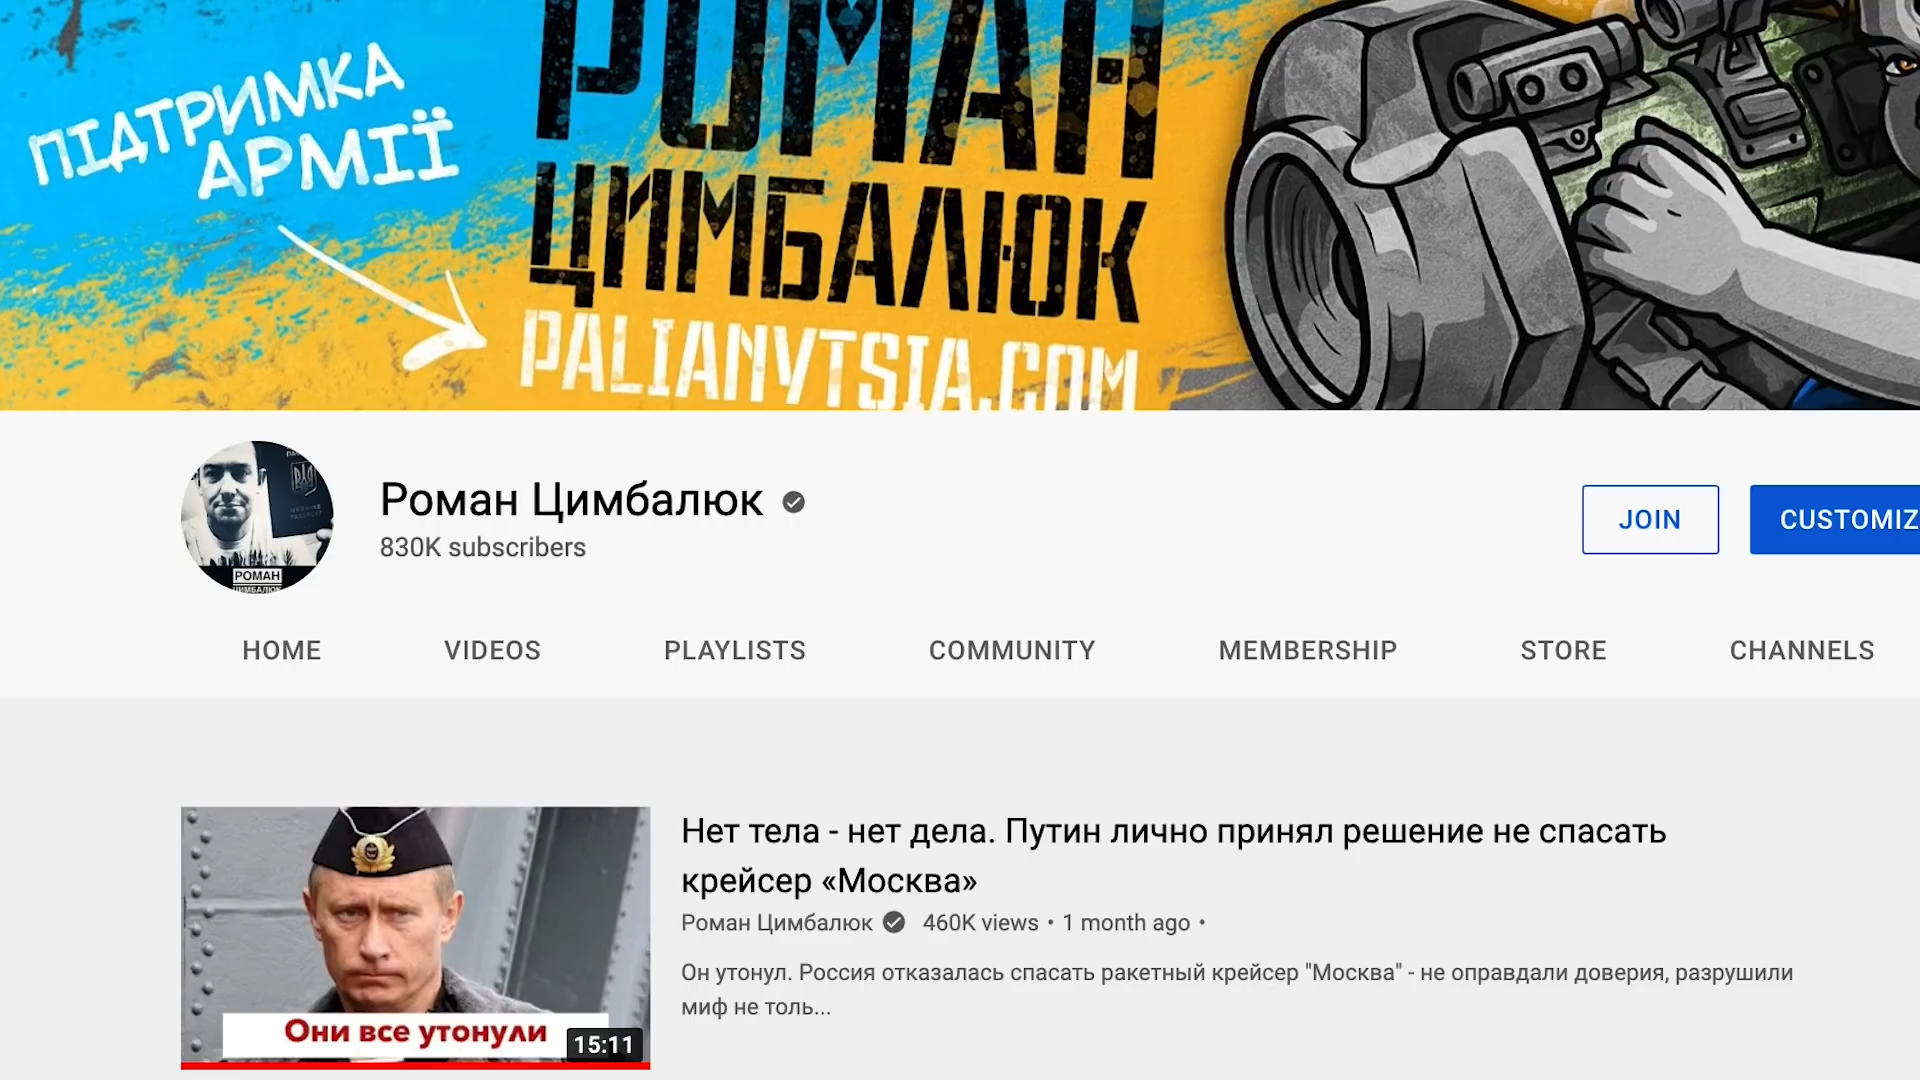 ПІДТРИМКА
АРМІЇ
РОМАН
ЦИМБАЛЮК
PALIANYTSIA.COM
РОМАН
ЦИМБАЛЮК
Роман Цимбалюк
830K subscribers
JOIN
CUSTOMIZ
HOME
VIDEOS
PLAYLISTS
COMMUNITY
MEMBERSHIP
STORE
CHANNELS
Нет тела - нет дела. Путин лично принял решение не спасать
крейсер «Москва»
Роман Цимбалюк 460K views • 1 month ago •
Он утонул. Россия отказалась спасать ракетный крейсер "Москва" - не оправдали доверия, разрушили
миф не толь...
Они все утонули
15:11